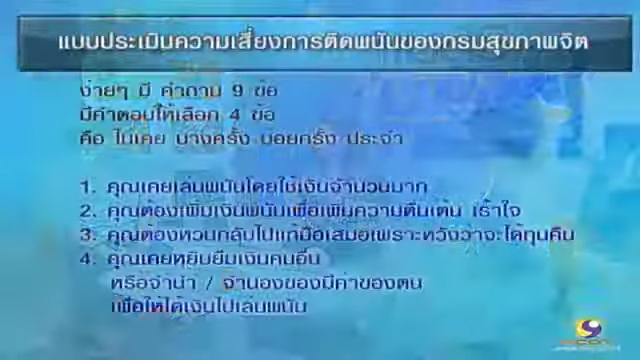 แบบประเมินความเสี่ยงการติดพนันของกรมสุขภาพจิต
ง่ายๆ มี คำถาม 9 ข้อ
มีคำตอบให้เลือก 4 ข้อ
คือ ไม่เคย บางครั้ง บ่อยครั้ง ประจำ
1. คุณเคยเล่นพนันโดยใช้เงินจำนวนมาก
2. คุณต้องเพิ่มเงินพนันเพื่อเพิ่มความตื่นเต้น เร้าใจ
3. คุณต้องหวนกลับไปแก้มือเสมอเพราะหวังว่าจะได้ทุนคืน
4. คุณเคยหยิบยืมเงินคนอื่น
หรือจำนำ / จำนองของมีค่าของตน
เพื่อให้ได้เงินไปเล่นพนัน